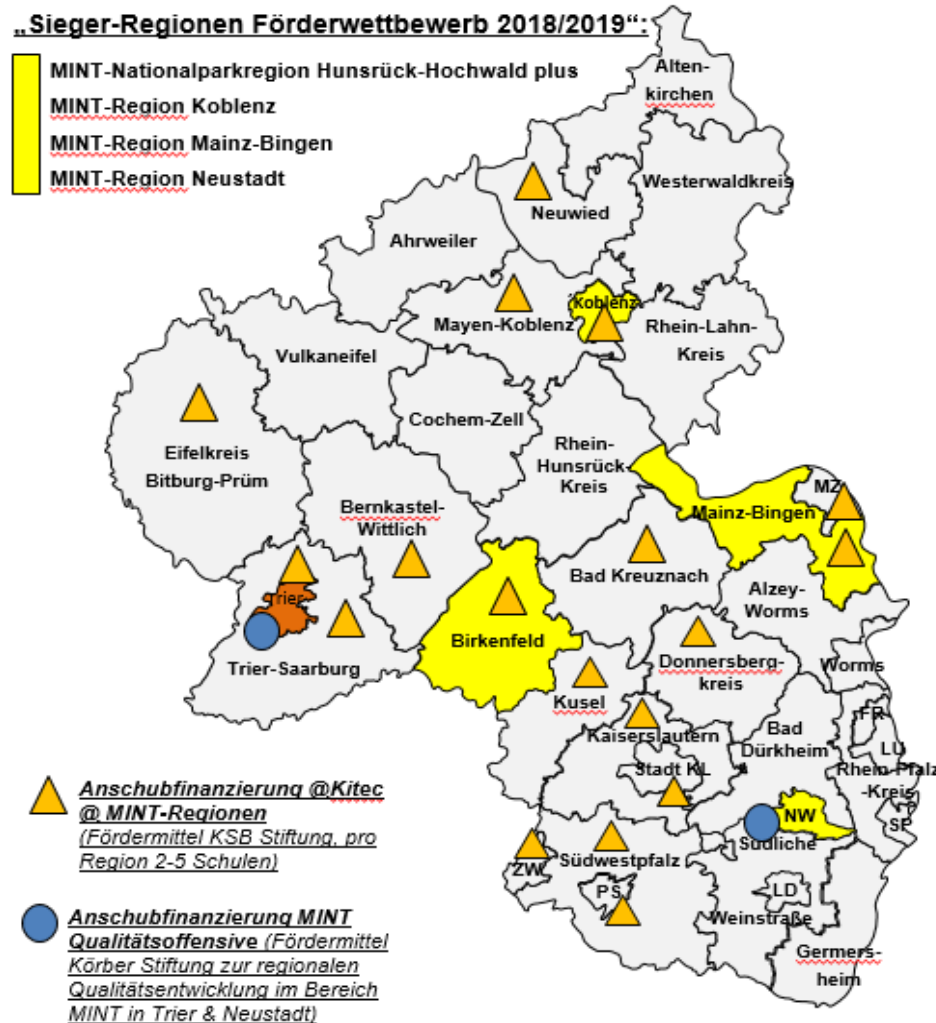 „Sieger-Regionen Förderwettbewerb 2018/2019“:
MINT-Nationalparkregion Hunsrück-Hochwald plus
MINT-Region Koblenz
MINT-Region Mainz-Bingen
MINT-Region Neustadt
Alten-
kirchen
Westerwaldkreis
Neuwied
Ahrweiler
Koblenz
Mayen-Koblenz
Rhein-Lahn-
Kreis
Vulkaneifel
Cochem-Zell
Eifelkreis
Bitburg-Prüm
Rhein-
Hunsrück-
Kreis
MZ
Mainz-Bingen
Bernkastel-
Wittlich
Bad Kreuznach
Alzey-
Worms
Trier
Birkenfeld
Trier-Saarburg
Donnersberg-
kreis
Worms
Kusel
Kaiserslautern
Bad
Dürkheim
FR
LU
Stadt KL
Rhein-Pfalz
-Kreis
SP
NW
Südliche
ZW
Südwestpfalz
PS
LD
Weinstraße
Germers-
heim
Anschubfinanzierung @Kitec
@ MINT-Regionen
(Fördermittel KSB Stiftung, pro
Region 2-5 Schulen)
Anschubfinanzierung MINT
Qualitätsoffensive (Fördermittel
Körber Stiftung zur regionalen
Qualitätsentwicklung im Bereich
MINT in Trier & Neustadt)